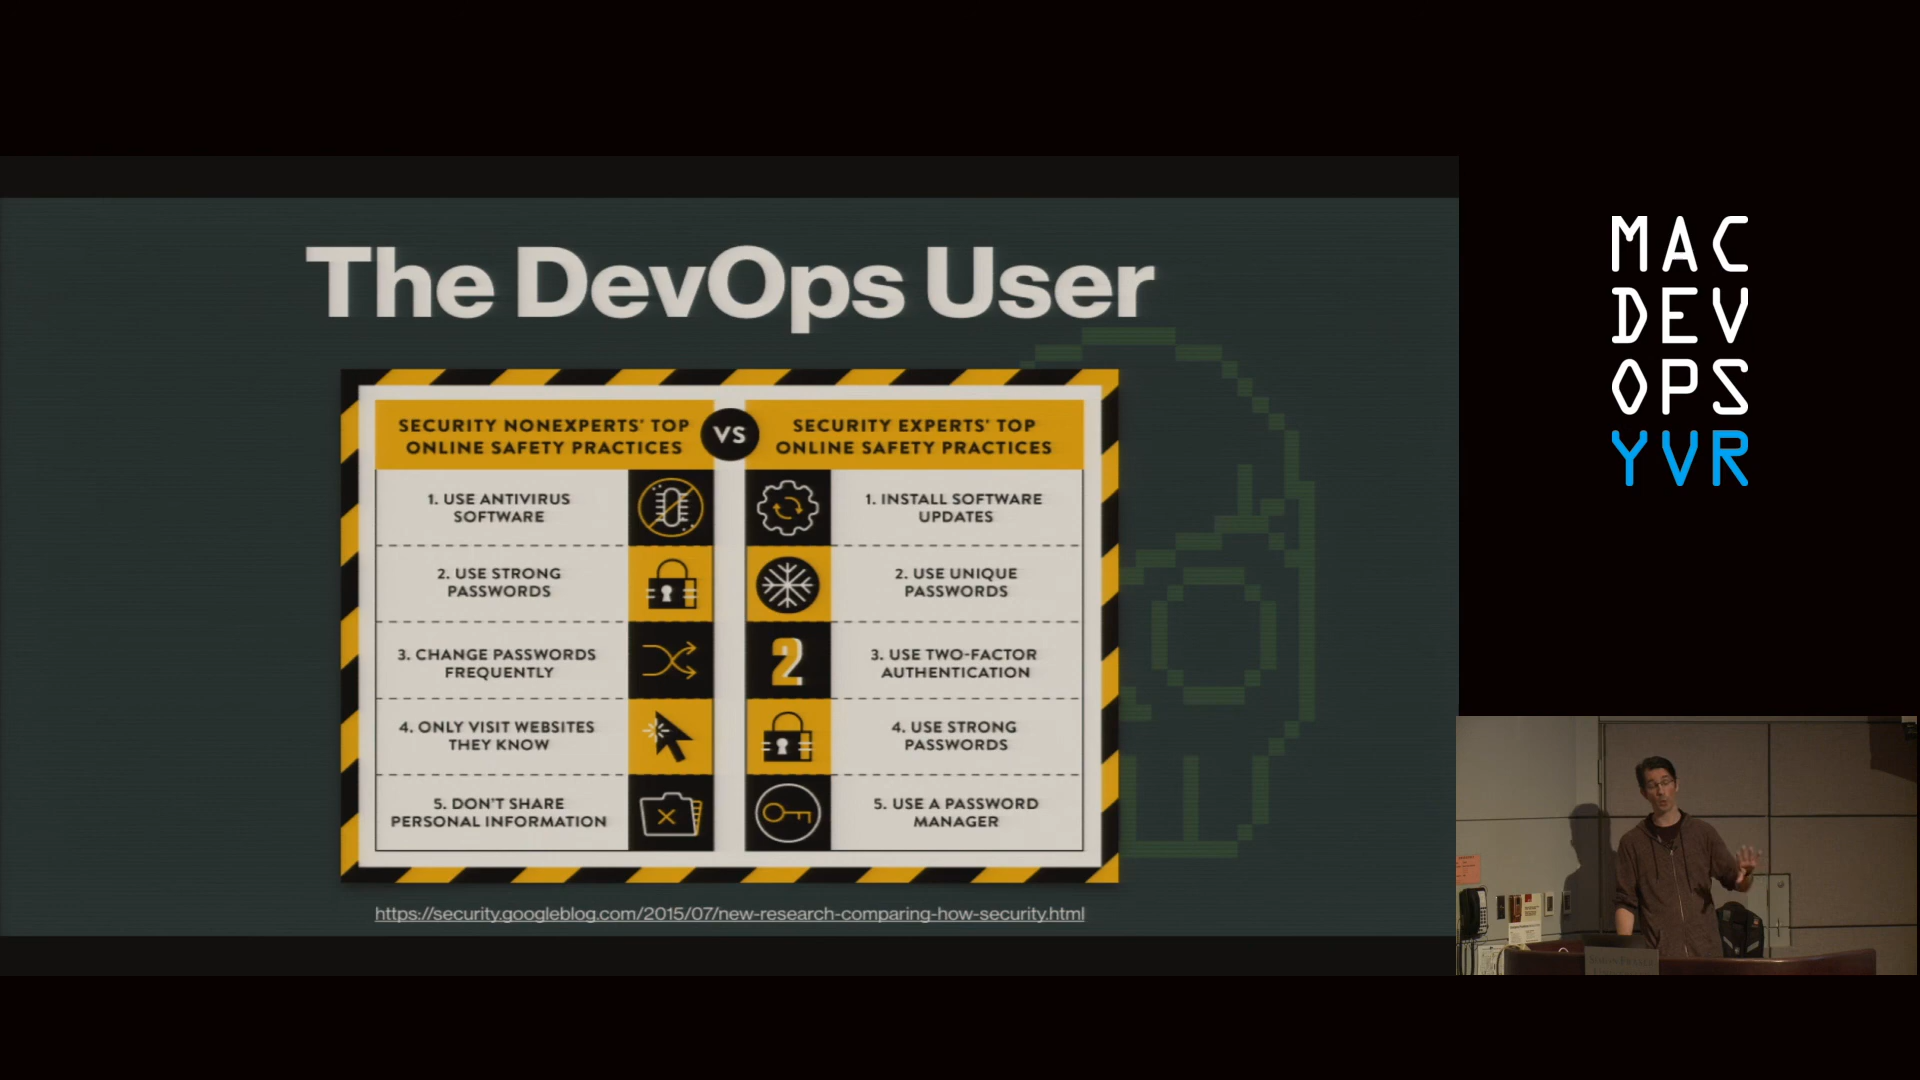 The DevOps User
SECURITY NONEXPERTS' TOP
ONLINE SAFETY PRACTICES
VS
SECURITY EXPERTS' TOP
ONLINE SAFETY PRACTICES
1. USE ANTIVIRUS
SOFTWARE
1. INSTALL SOFTWARE
UPDATES
2. USE STRONG
PASSWORDS
2. USE UNIQUE
PASSWORDS
3. CHANGE PASSWORDS
FREQUENTLY
2
3. USE TWO-FACTOR
AUTHENTICATION
4. ONLY VISIT WEBSITES
THEY KNOW
4. USE STRONG
PASSWORDS
5. DON'T SHARE
PERSONAL INFORMATION
5. USE A PASSWORD
MANAGER
https://security.googleblog.com/2015/07/new-research-comparing-how-security.html
MAC
DEV
OPS
YVR